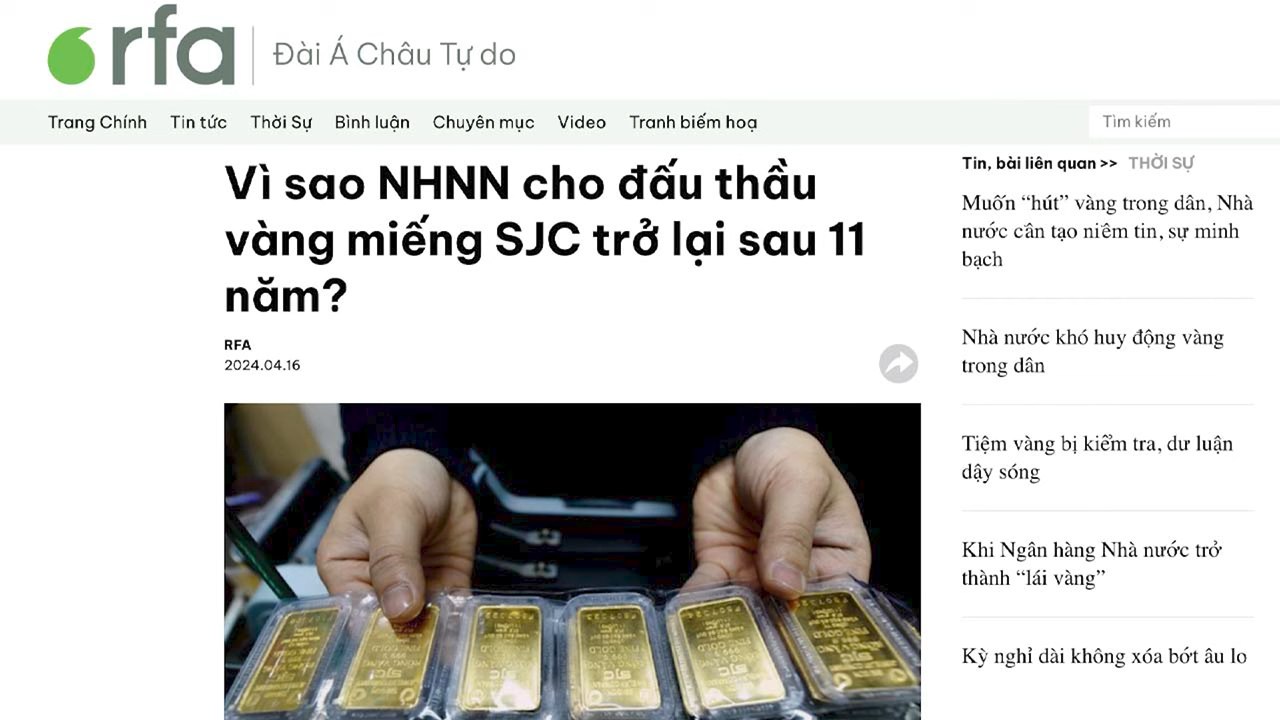 rfa Đài Á Châu Tự do
Trang Chính Tin tức Thời Sự Bình luận Chuyên mục Video Tranh biếm hoạ Tìm kiếm
Vì sao NHNN cho đấu thầu
vàng miếng SJC trở lại sau 11
năm?
RFA
2024.04.16
Tin, bài liên quan >> THỜI SỰ
Muốn “hút” vàng trong dân, Nhà
nước cần tạo niềm tin, sự minh
bạch
Nhà nước khó huy động vàng
trong dân
Tiệm vàng bị kiểm tra, dư luận
dậy sóng
Khi Ngân hàng Nhà nước trở
thành “lái vàng”
Kỳ nghỉ dài không xóa bớt âu lo